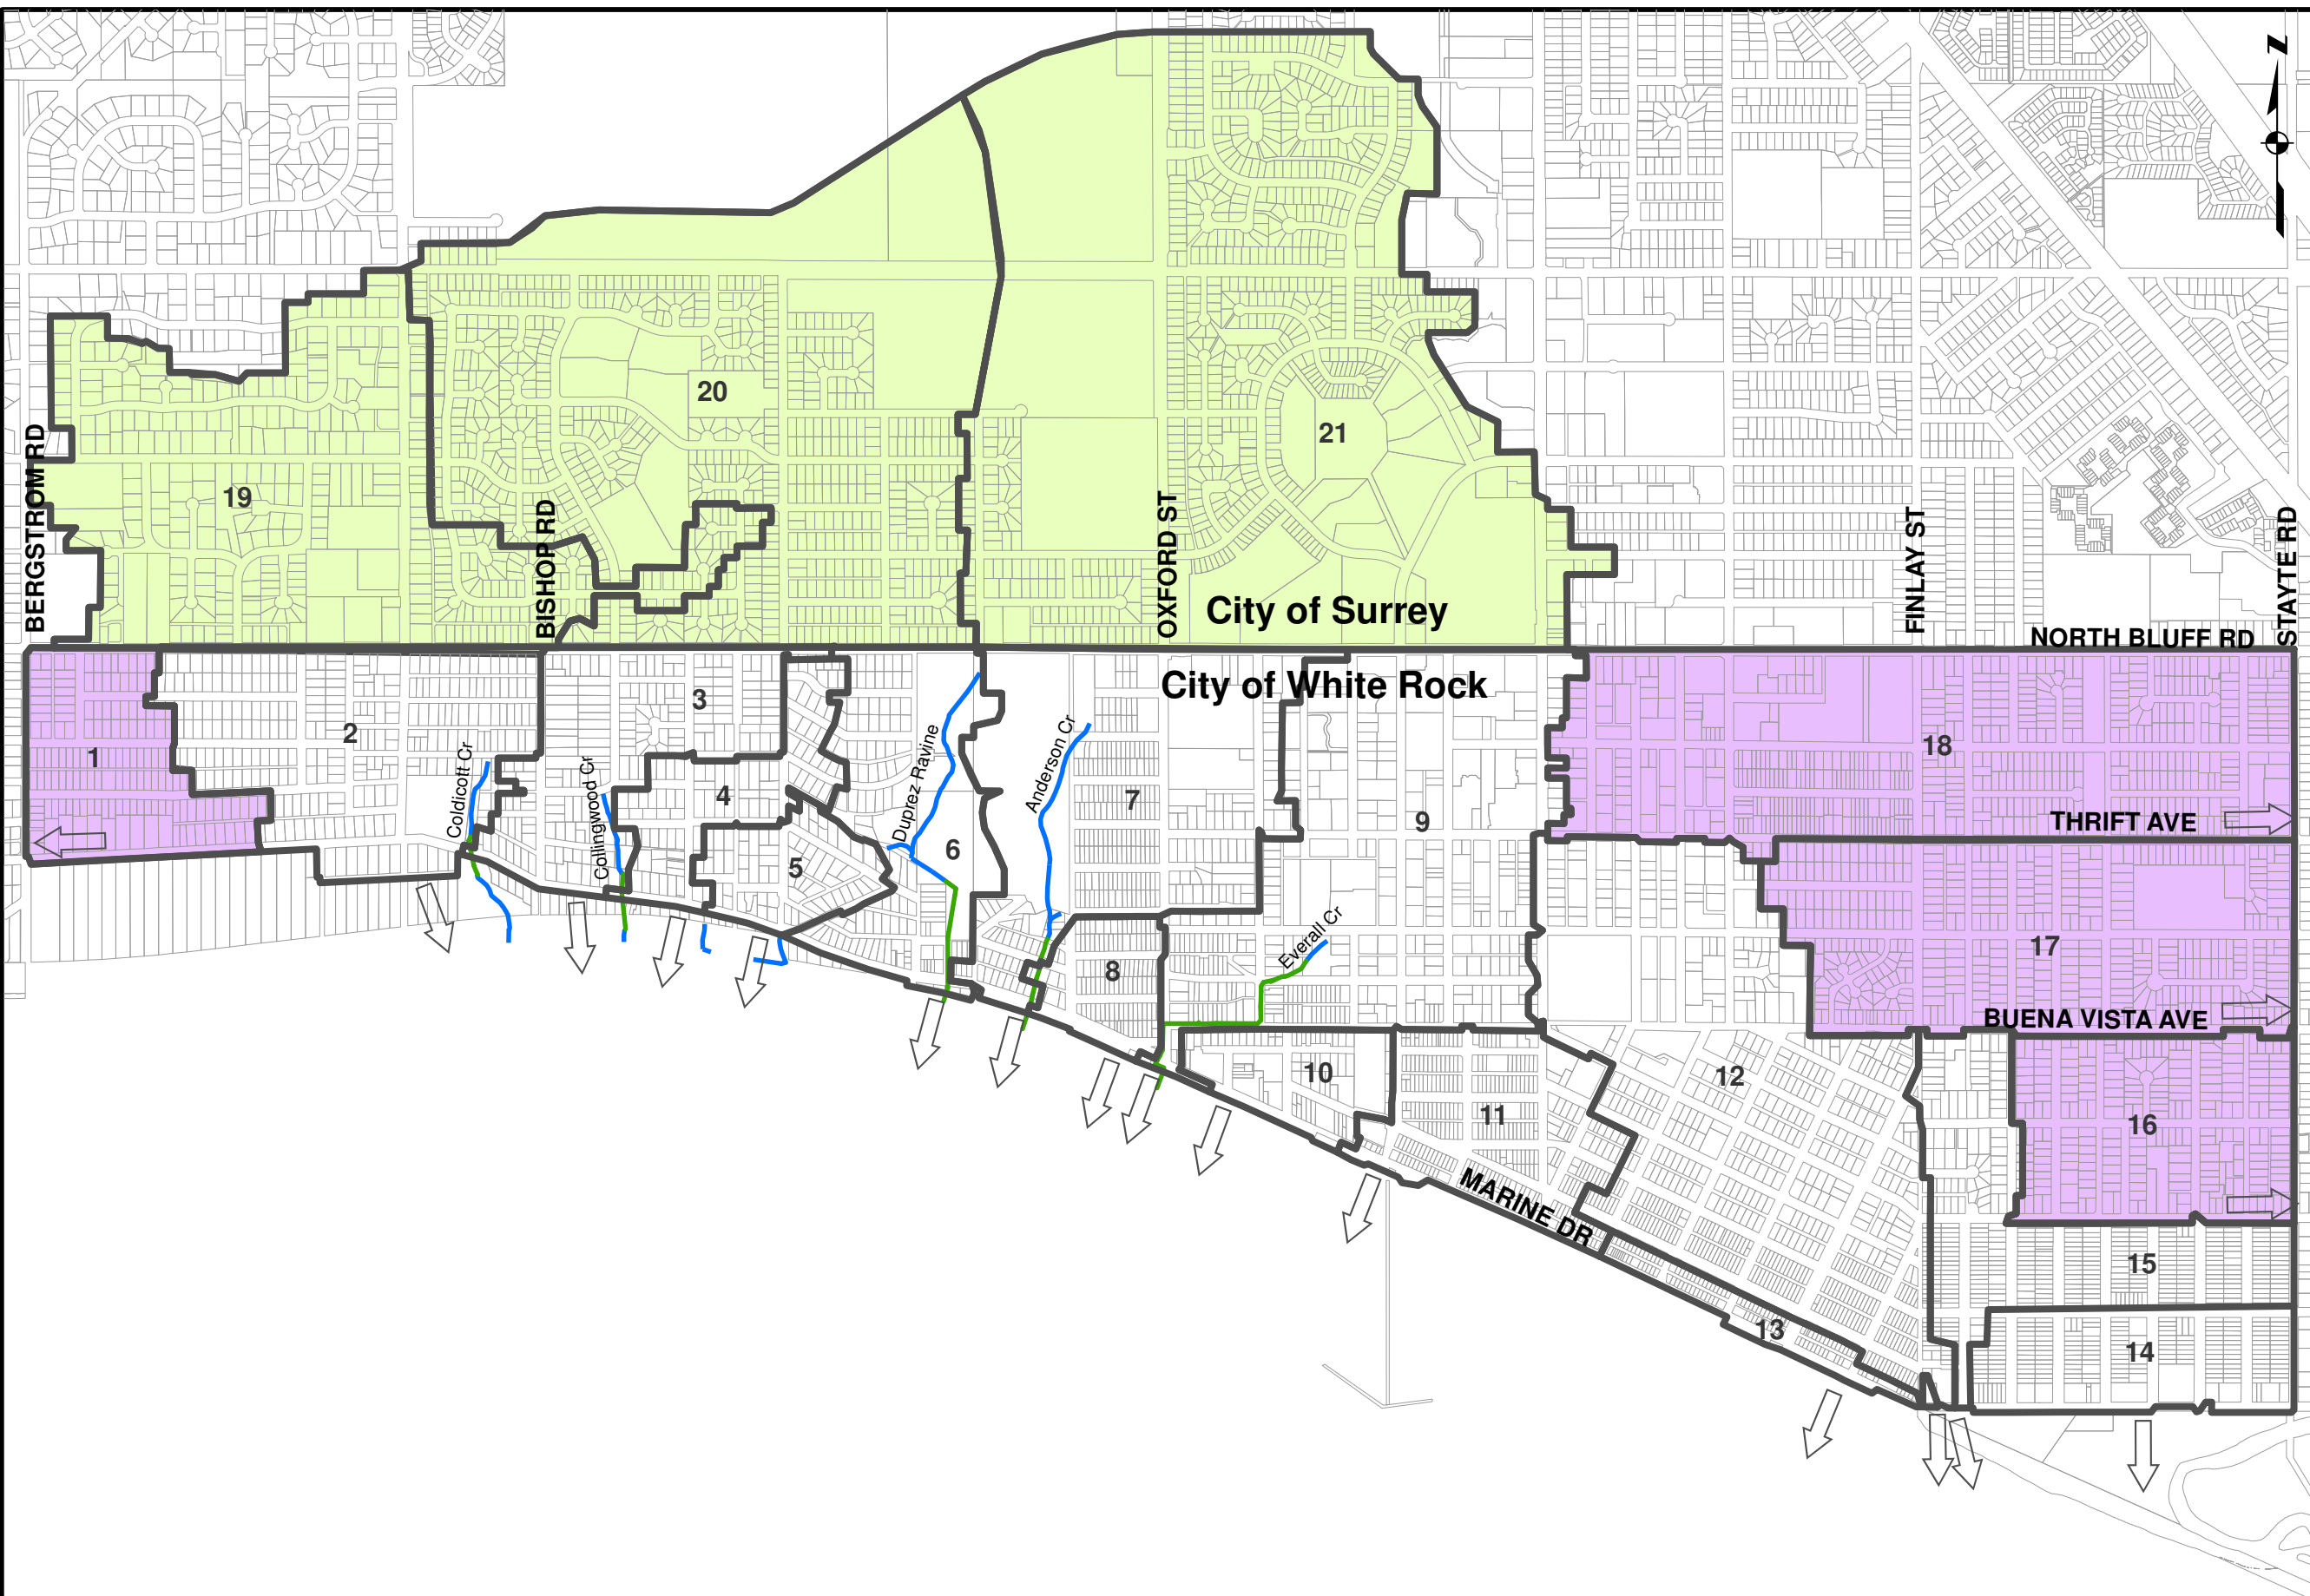 N
20
21
BERGSTROM RD
19
BISHOP RD
OXFORD ST
FINLAY ST
STAYTE RD
City of Surrey
NORTH BLUFF RD
City of White Rock
3
2
1
18
Coldicott Cr
Collingwood Cr
4
Duprez Ravine
Anderson Cr
7
9
THRIFT AVE
6
5
Everall Cr
17
8
BUENA VISTA AVE
10
12
11
16
MARINE DR
15
13
14